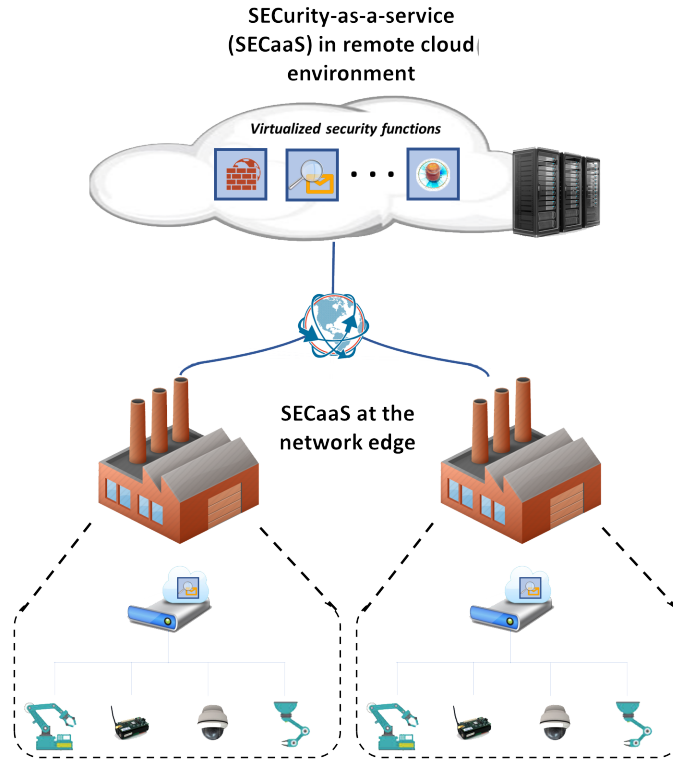 SECurity-as-a-service
(SECaaS) in remote cloud
environment
Virtualized security functions
SECaaS at the
network edge